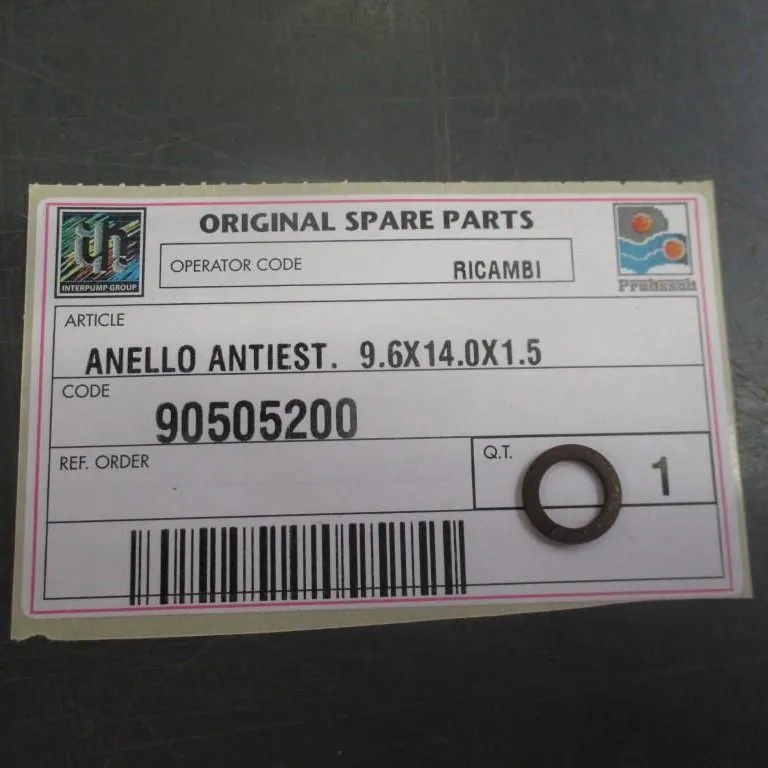 ORIGINAL SPARE PARTS
INTERPUMP GROUP
OPERATOR CODE RICAMBI
Pratissoli
ARTICLE
ANELLO ANTIEST. 9.6X14.0X1.5
CODE
90505200
REF. ORDER
Q.T. 1